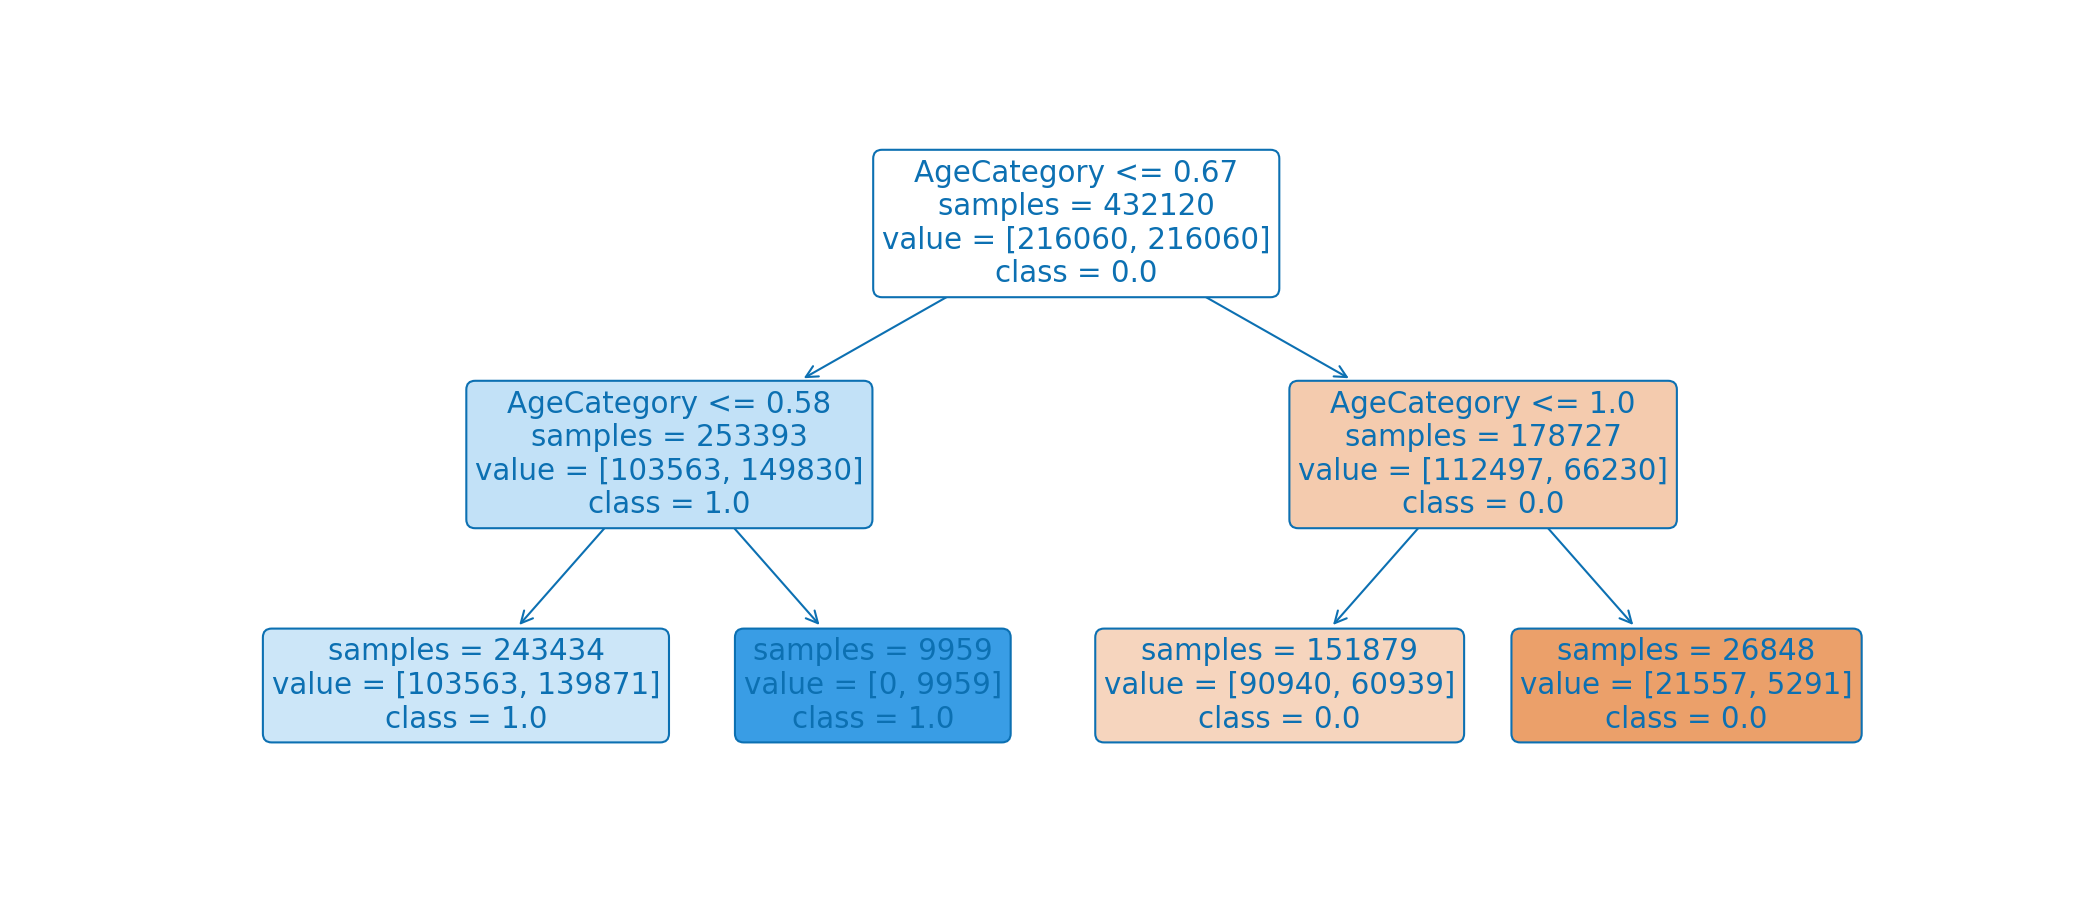 AgeCategory <= 0.67
samples = 432120
value = [216060, 216060]
class = 0.0
AgeCategory <= 0.58
samples = 253393
value = [103563, 149830]
class = 1.0
AgeCategory <= 1.0
samples = 178727
value = [112497, 66230]
class = 0.0
samples = 243434
value = [103563, 139871]
class = 1.0
samples = 9959
value = [0, 9959]
class = 1.0
samples = 151879
value = [90940, 60939]
class = 0.0
samples = 26848
value = [21557, 5291]
class = 0.0